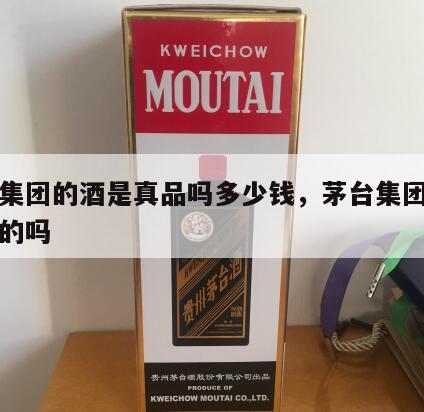 KWEICHOW
MOUTAI
集团的酒是真品吗多少钱，茅台集团
的吗
贵州茅台酒
贵州茅台酒股份有限公司出品
PRODUCE OF
KWEICHOW MOUTAI CO.,LTD.